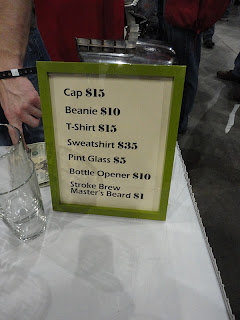 Cap $15
Beanie $10
T-Shirt $15
Sweatshirt $35
Pint Glass $5
Bottle Opener $10
Stroke Brew
Master's Beard $1